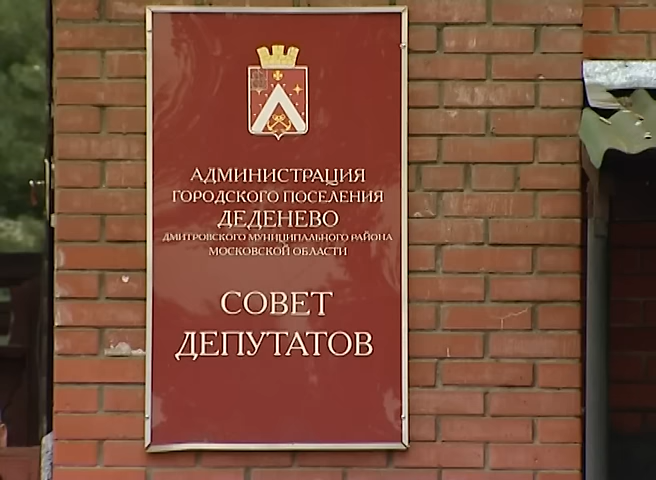 АДМИНИСТРАЦИЯ
ГОРОДСКОГО ПОСЕЛЕНИЯ
ДЕДЕНЕВО
ДМИТРОВСКОГО МУНИЦИПАЛЬНОГО РАЙОНА
МОСКОВСКОЙ ОБЛАСТИ
СОВЕТ
ДЕПУТАТОВ